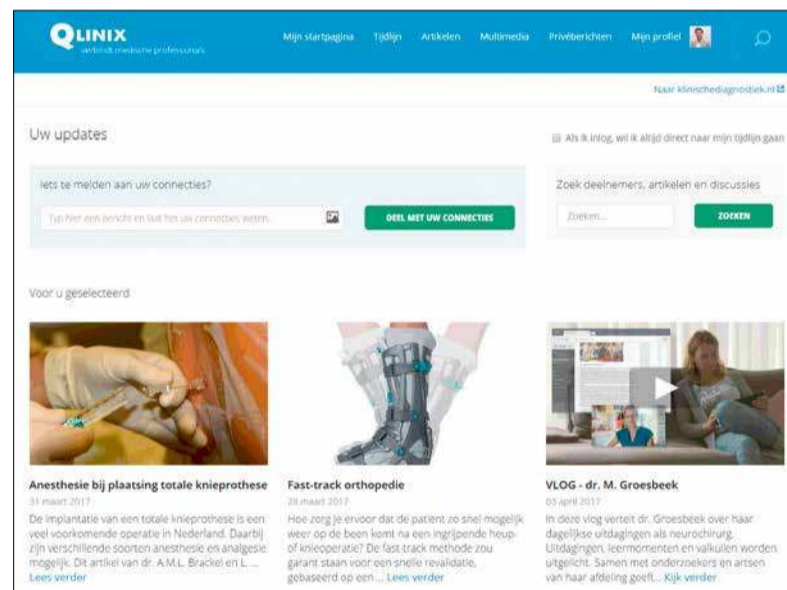 QLINIX
verbindt medische professionals
Mijn startpagina Tijdlijn Artikelen Multimedia Privéberichten Mijn profiel
Naar klinischediagnostiek.nl
Uw updates
Als ik inlog, wil ik altijd direct naar mijn tijdlijn gaan
Iets te melden aan uw connecties?
Typ hier een bericht en laat het uw connecties weten.
DEEL MET UW CONNECTIES
Zoek deelnemers, artikelen en discussies
Zoeken...
ZOEKEN
Voor u geselecteerd
Anesthesie bij plaatsing totale knieprothese
31 maart 2017
De implantatie van een totale knieprothese is een
veel voorkomende operatie in Nederland. Daarbij
zijn verschillende soorten anesthesie en analgesie
mogelijk. Dit artikel van dr. A.M.L. Brackel en L. ...
Lees verder
Fast-track orthopedie
28 maart 2017
Hoe zorg je ervoor dat de patient zo snel mogelijk
weer op de been komt na een ingrijpende heup-
of knieoperatie? De fast track methode zou
garant staan voor een snelle revalidatie,
gebaseerd op een ... Lees verder
VLOG - dr. M. Groesbeek
03 april 2017
In deze vlog vertelt dr. Groesbeek over haar
dagelijkse uitdagingen als neurochirurg.
Uitdagingen, leermomenten en valkuilen worden
uitgelicht. Samen met onderzoekers en artsen
van haar afdeling geeft... Kijk verder